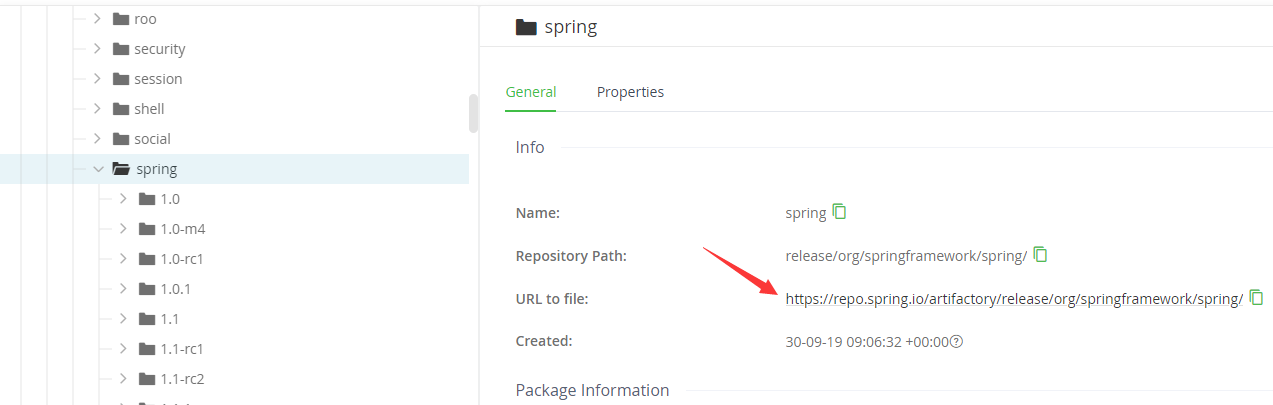 roo
security
session
shell
social
spring
1.0
1.0-m4
1.0-rc1
1.0.1
1.1
1.1-rc1
1.1-rc2
spring
General Properties
Info
Name: spring
Repository Path: release/org/springframework/spring/
URL to file: https://repo.spring.io/artifactory/release/org/springframework/spring/
Created: 30-09-19 09:06:32 +00:00
Package Information